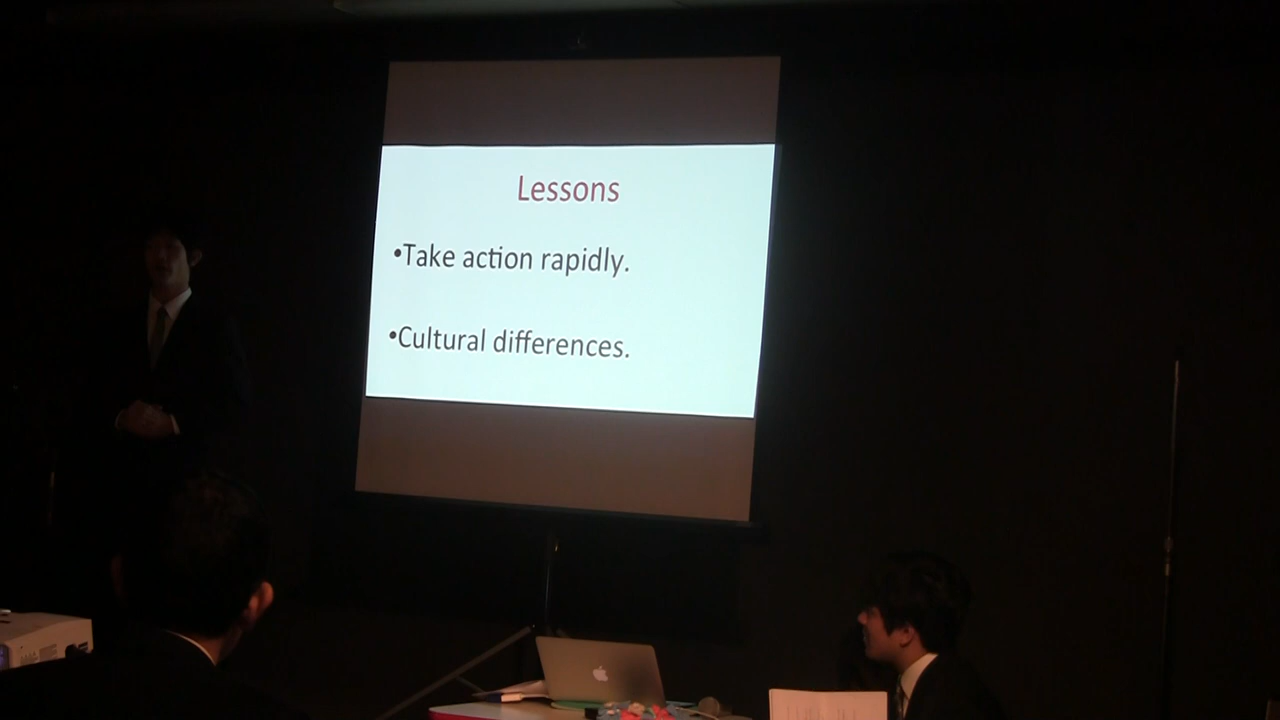 Lessons
•Take action rapidly.
•Cultural differences.